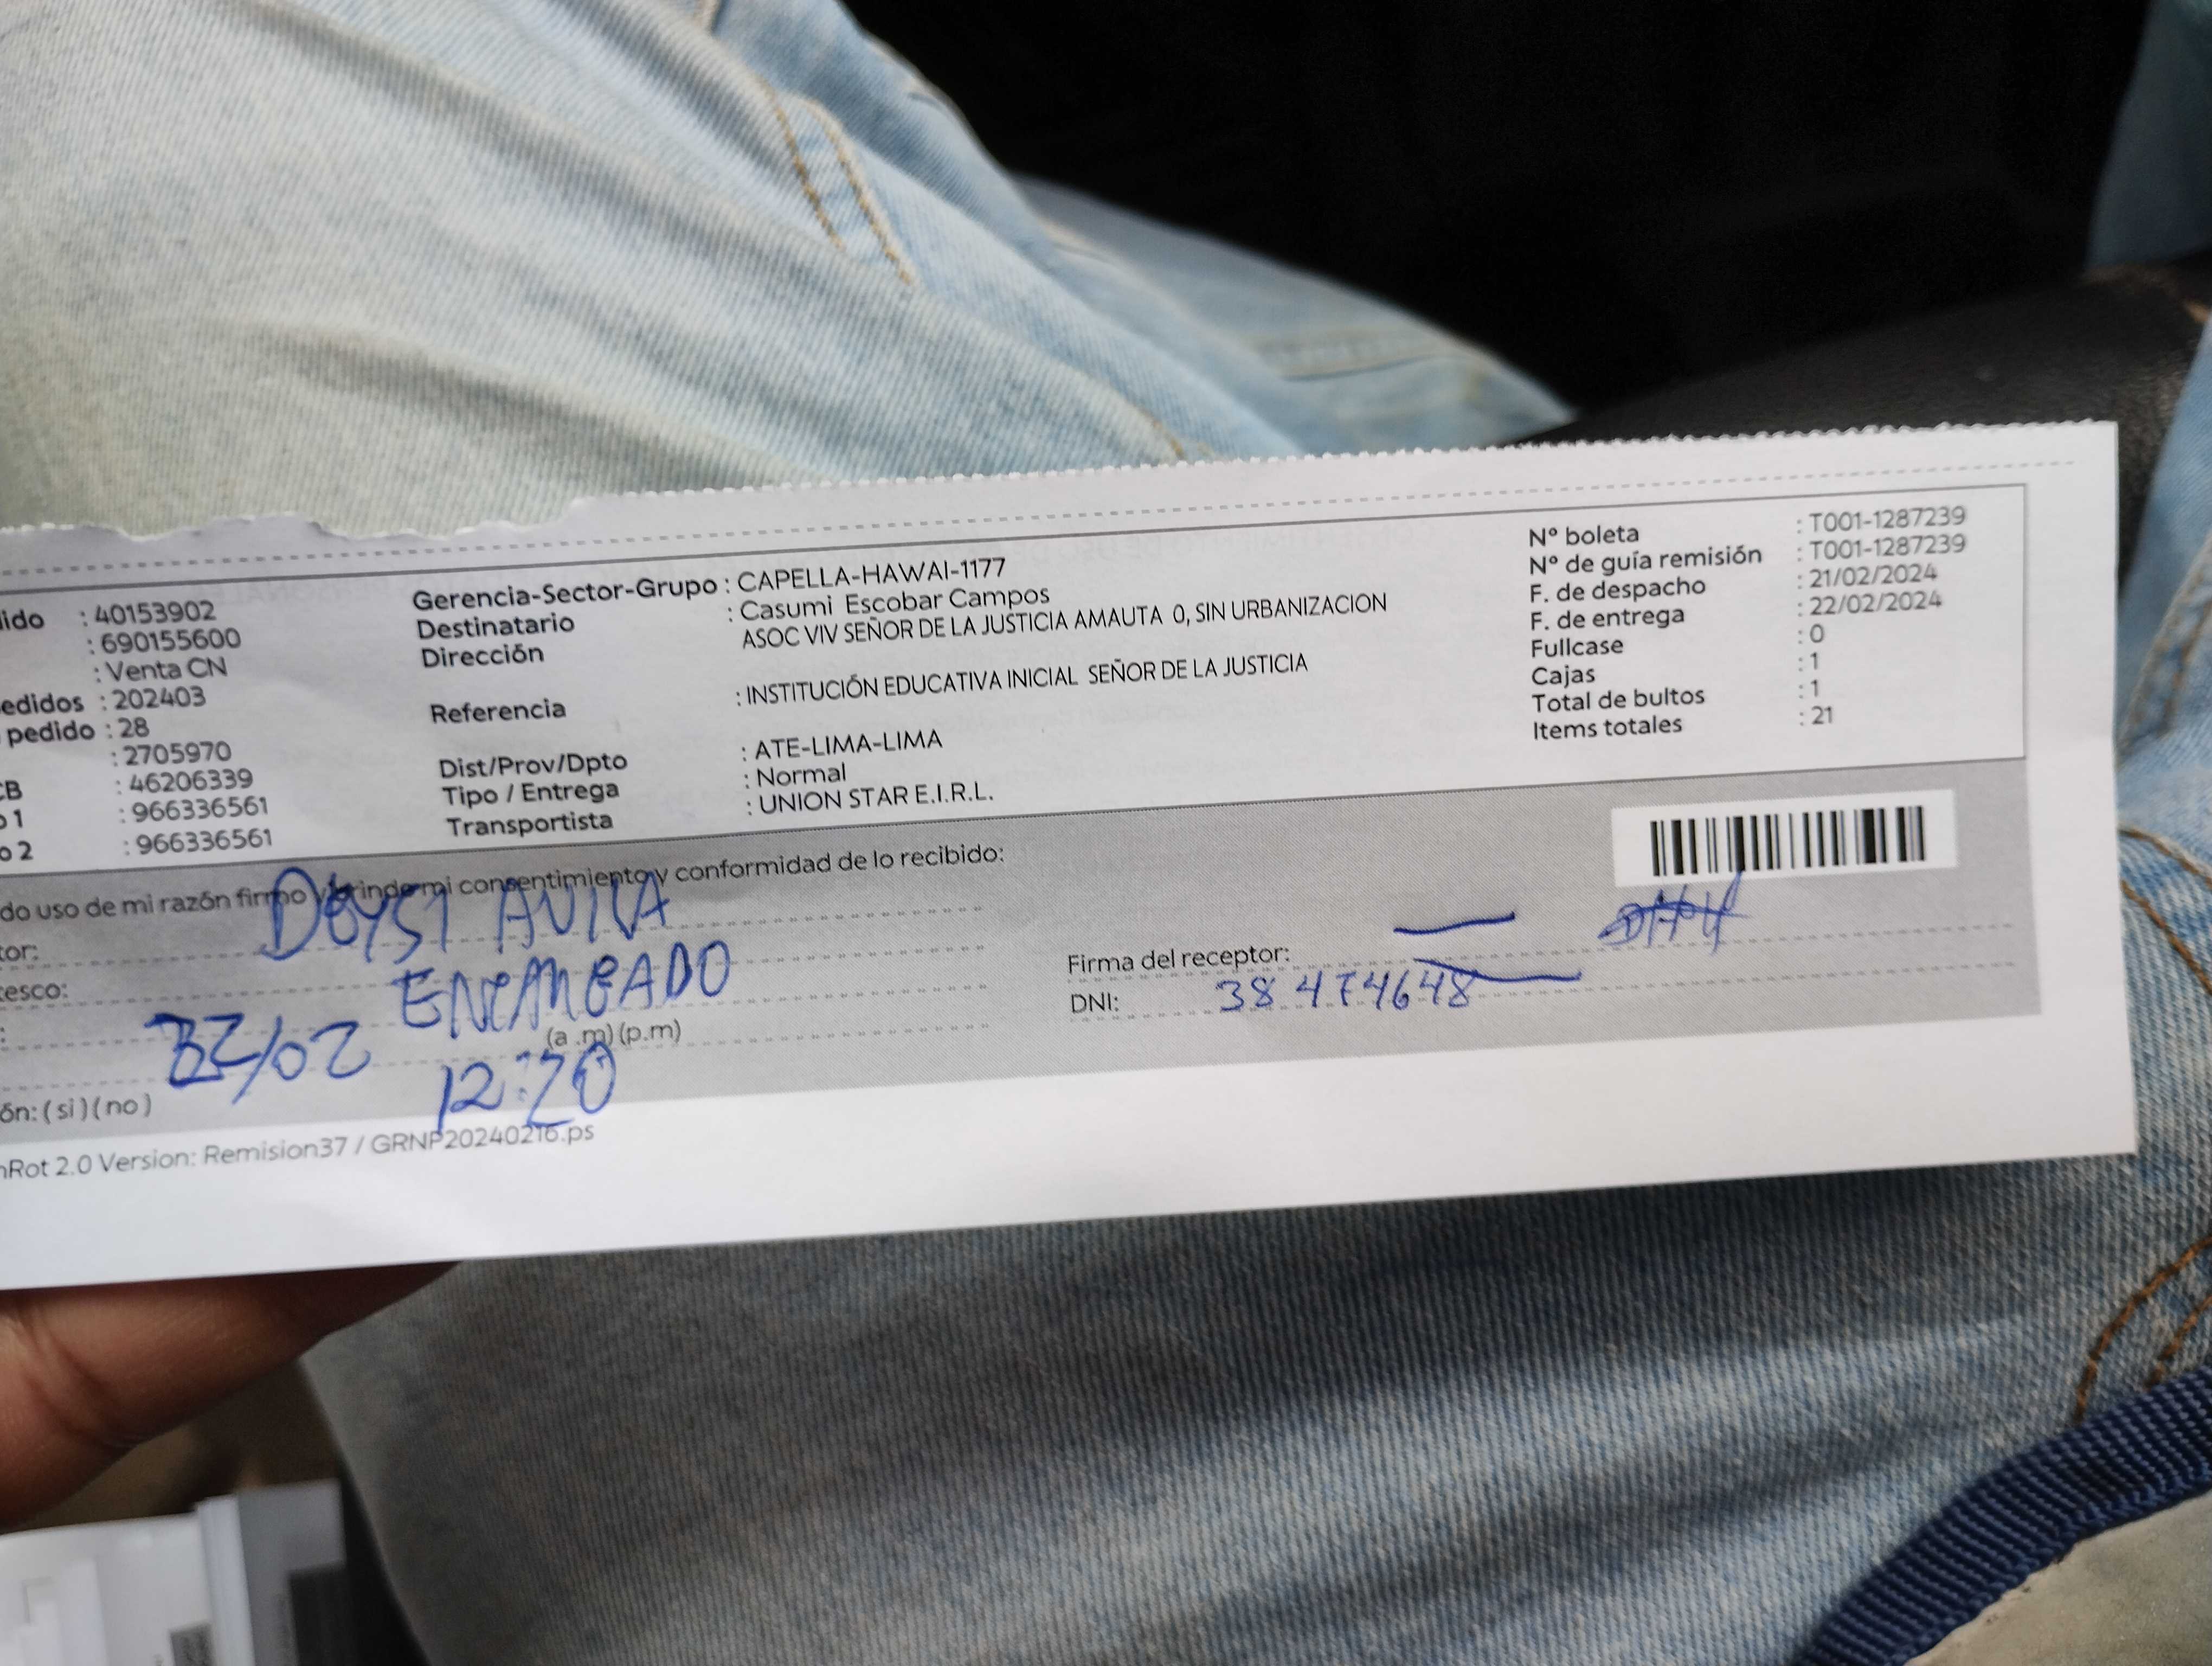 ido : 40153902
: 690155600
: Venta CN
edidos : 202403
pedido : 28
: 2705970
CB : 46206339
o 1 : 966336561
o 2 : 966336561
Gerencia-Sector-Grupo : CAPELLA-HAWAI-1177
Destinatario : Casumi Escobar Campos
Dirección ASOC VIV SEÑOR DE LA JUSTICIA AMAUTA 0, SIN URBANIZACION
Referencia : INSTITUCIÓN EDUCATIVA INICIAL SEÑOR DE LA JUSTICIA
Dist/Prov/Dpto : ATE-LIMA-LIMA
Tipo / Entrega : Normal
Transportista : UNION STAR E.I.R.L.
Nº boleta : T001-1287239
Nº de guía remisión : T001-1287239
F. de despacho : 21/02/2024
F. de entrega : 22/02/2024
Fullcase : 0
Cajas : 1
Total de bultos : 1
Items totales : 21
do uso de mi razón firmo y brindo mi consentimiento y conformidad de lo recibido:
tor: AVILA
tesco:
22/02 12:20
(a .m) (p.m)
ón: ( si ) ( no )
Firma del receptor:
DNI: 38474648
nRot 2.0 Version: Remision37 / GRNP20240216.ps